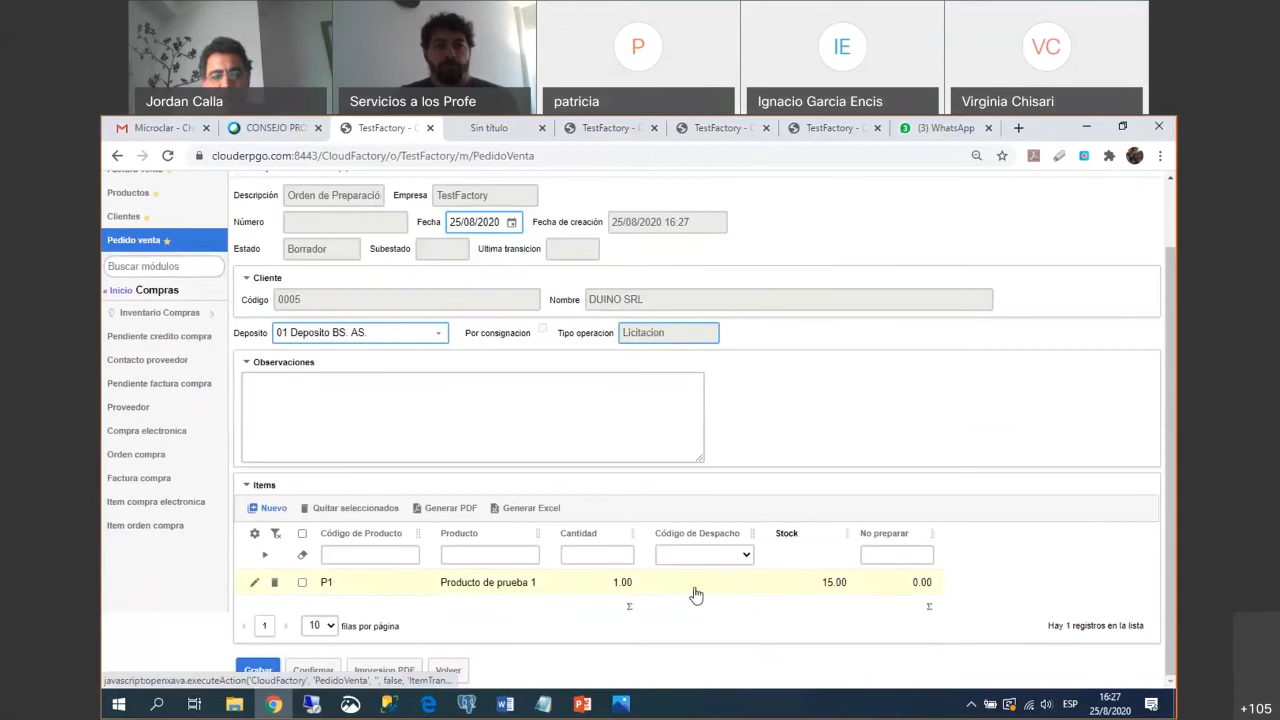 P
IE
VC
Jordan Calla
Servicios a los Profe
patricia
Ignacio Garcia Encis
Virginia Chisari
Microclar - Ch
CONSEJO PRO
TestFactory - C
Sin título
TestFactory - C
TestFactory - C
TestFactory - C
(3) WhatsApp
clouderpgo.com:8443/CloudFactory/o/TestFactory/m/PedidoVenta
Productos
Clientes
Pedido venta
Buscar módulos
Inicio Compras
Inventario Compras
Pendiente credito compra
Contacto proveedor
Pendiente factura compra
Proveedor
Compra electronica
Orden compra
Factura compra
Item compra electronica
Item orden compra
Descripción Orden de Preparació Empresa TestFactory
Número Fecha 25/08/2020 Fecha de creación 25/08/2020 16:27
Estado Borrador Subestado Ultima transicion
Cliente
Código 0005 Nombre DUINO SRL
Deposito 01 Deposito BS. AS. Por consignacion Tipo operacion Licitacion
Observaciones
Items
Nuevo Quitar seleccionados Generar PDF Generar Excel
Código de Producto Producto Cantidad Código de Despacho Stock No preparar
P1 Producto de prueba 1 1.00 15.00 0.00
Σ Σ
1 10 filas por página Hay 1 registros en la lista
Grabar Confirmar Impresion PDF Volver
javascript:openxava.executeAction('CloudFactory', 'PedidoVenta', '', false, 'ItemTran...
ESP
16:27
25/8/2020
+105